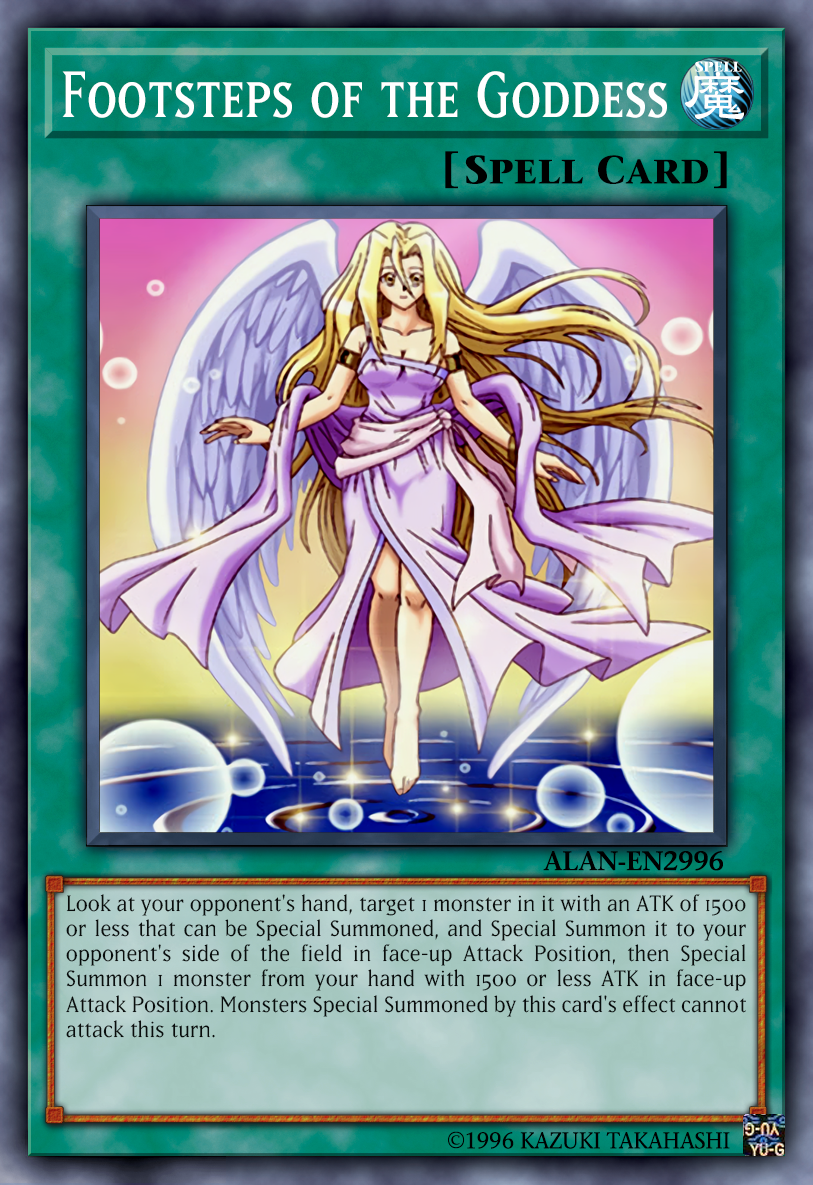 Footsteps of the Goddess
SPELL
魔
[Spell Card]
ALAN-EN2996
Look at your opponent's hand, target 1 monster in it with an ATK of 1500
or less that can be Special Summoned, and Special Summon it to your
opponent's side of the field in face-up Attack Position, then Special
Summon 1 monster from your hand with 1500 or less ATK in face-up
Attack Position. Monsters Special Summoned by this card's effect cannot
attack this turn.
©1996 KAZUKI TAKAHASHI
YU-G
YU-G